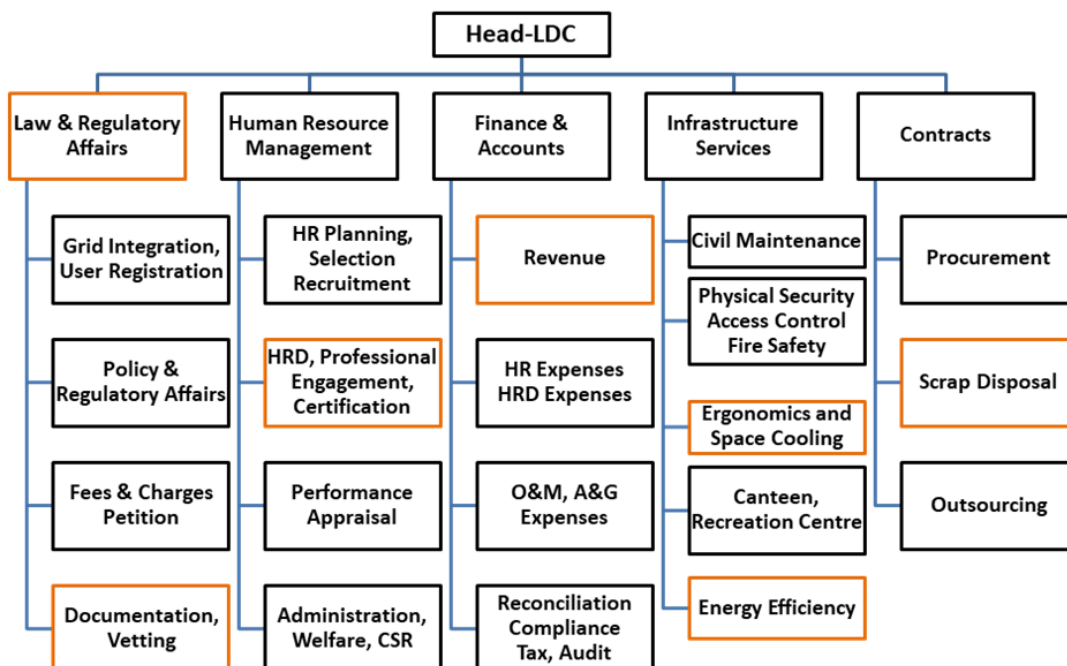 Head-LDC
Law & Regulatory
Affairs
Human Resource
Management
Finance &
Accounts
Infrastructure
Services
Contracts
Grid Integration,
User Registration
Policy &
Regulatory Affairs
Fees & Charges
Petition
Documentation,
Vetting
HR Planning,
Selection
Recruitment
HRD, Professional
Engagement,
Certification
Performance
Appraisal
Administration,
Welfare, CSR
Revenue
HR Expenses
HRD Expenses
O&M, A&G
Expenses
Reconciliation
Compliance
Tax, Audit
Civil Maintenance
Physical Security
Access Control
Fire Safety
Ergonomics and
Space Cooling
Canteen,
Recreation Centre
Energy Efficiency
Procurement
Scrap Disposal
Outsourcing